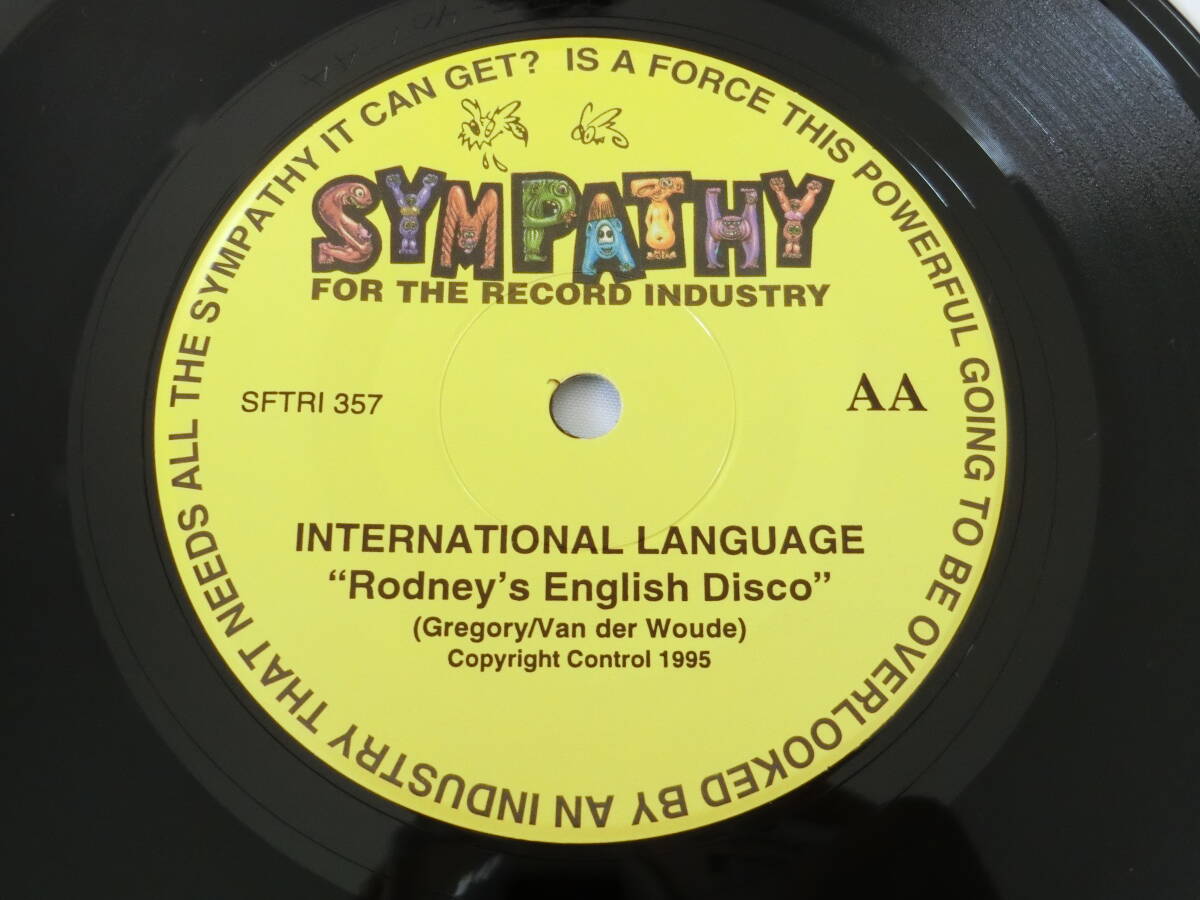 IS A FORCE THIS POWERFUL GOING TO BE OVERLOOKED BY AN INDUSTRY THAT NEEDS ALL THE SYMPATHY IT CAN GET?
SYMPATHY
FOR THE RECORD INDUSTRY
SFTRI 357
AA
INTERNATIONAL LANGUAGE
“Rodney’s English Disco”
(Gregory/Van der Woude)
Copyright Control 1995